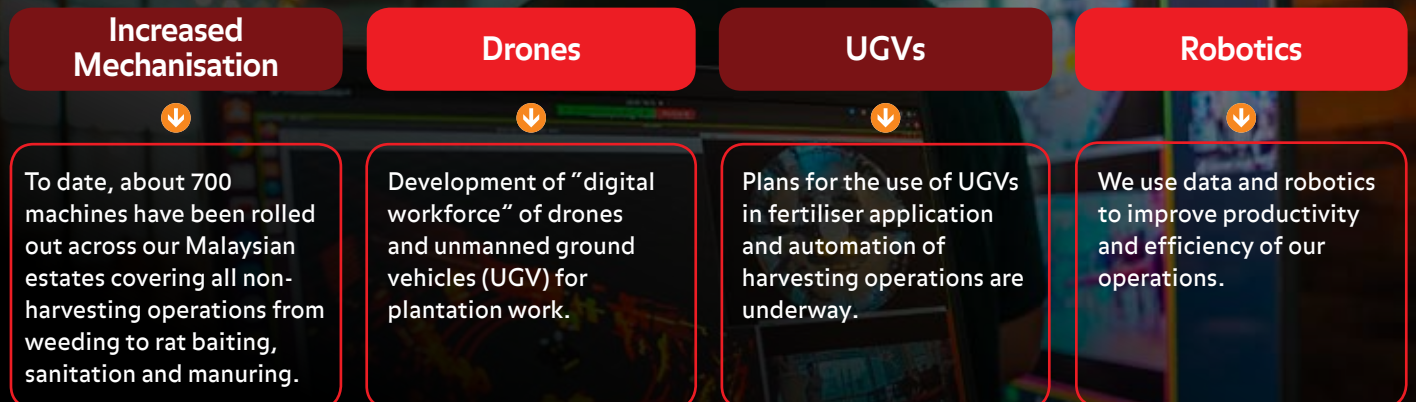 Increased
Mechanisation
To date, about 700
machines have been rolled
out across our Malaysian
estates covering all non-
harvesting operations from
weeding to rat baiting,
sanitation and manuring.
Drones
Development of “digital
workforce“ of drones
and unmanned ground
vehicles (UGV) for
plantation work.
UGVs
Plans for the use of UGVs
in fertiliser application
and automation of
harvesting operations are
underway.
Robotics
We use data and robotics
to improve productivity
and efficiency of our
operations.